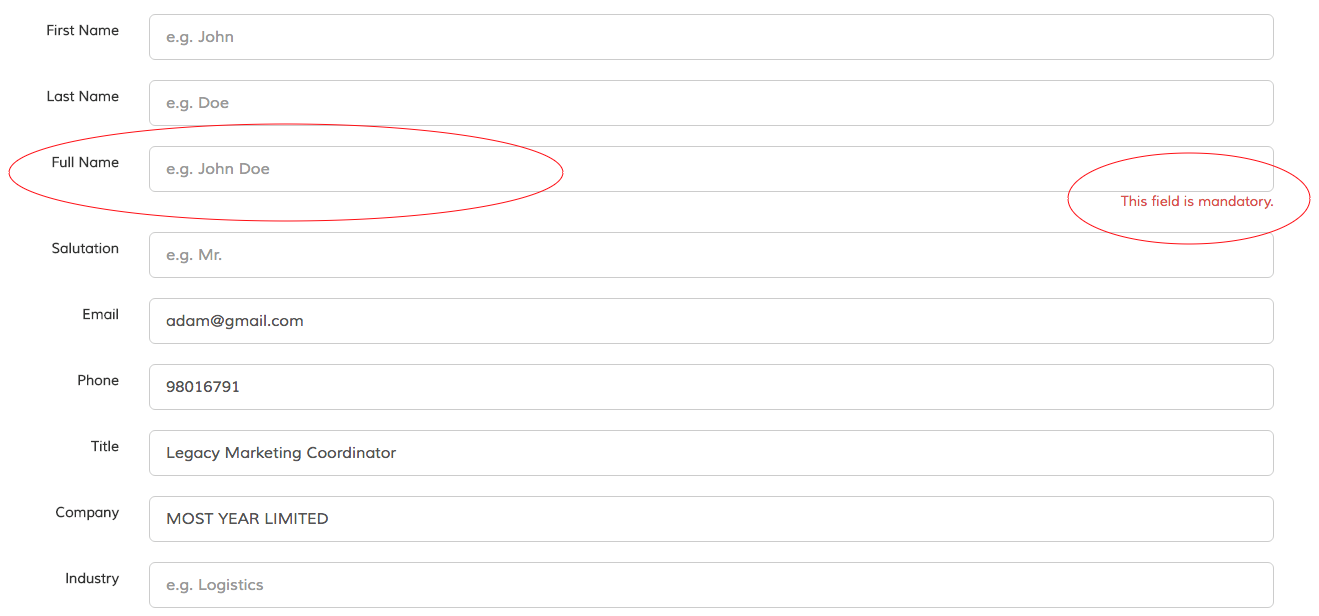 First Name
e.g. John
Last Name
e.g. Doe
Full Name
e.g. John Doe
This field is mandatory.
Salutation
e.g. Mr.
Email
adam@gmail.com
Phone
98016791
Title
Legacy Marketing Coordinator
Company
MOST YEAR LIMITED
Industry
e.g. Logistics